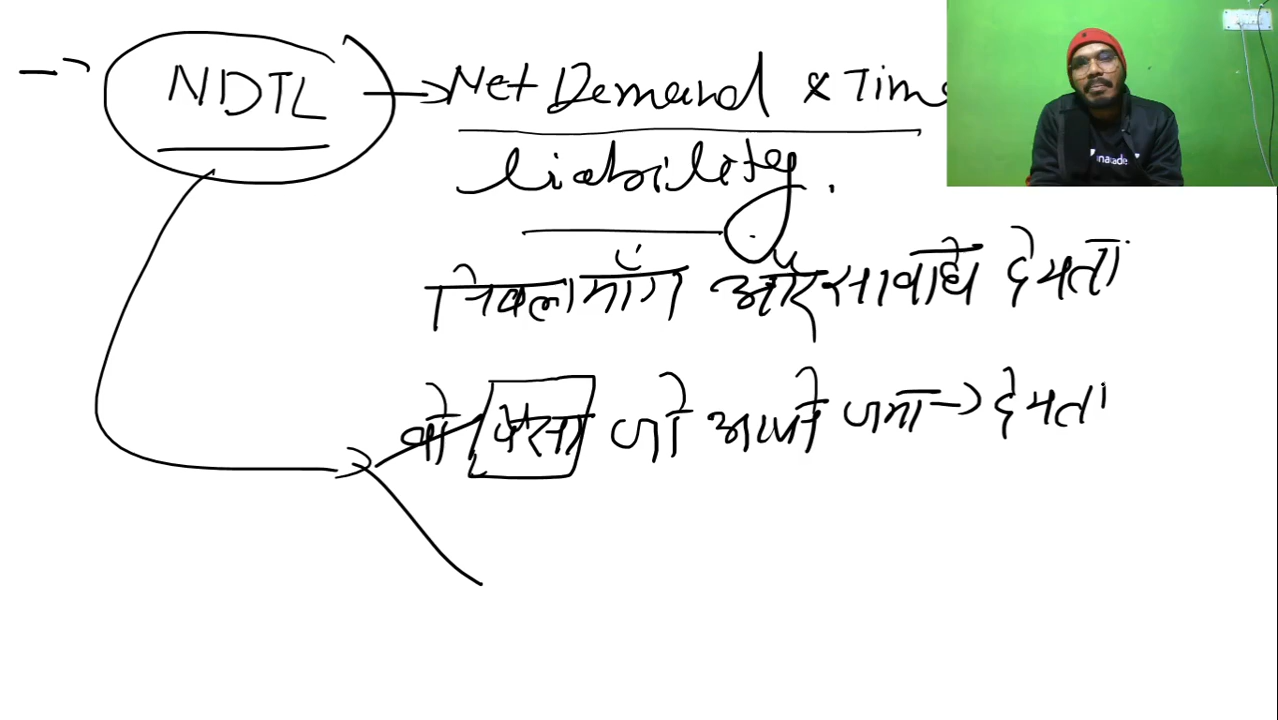 NDTL → Net Demand & Time
liability.
निवल माँग और सावधि देयता
वो पैसा जो आपने जमा → देयता